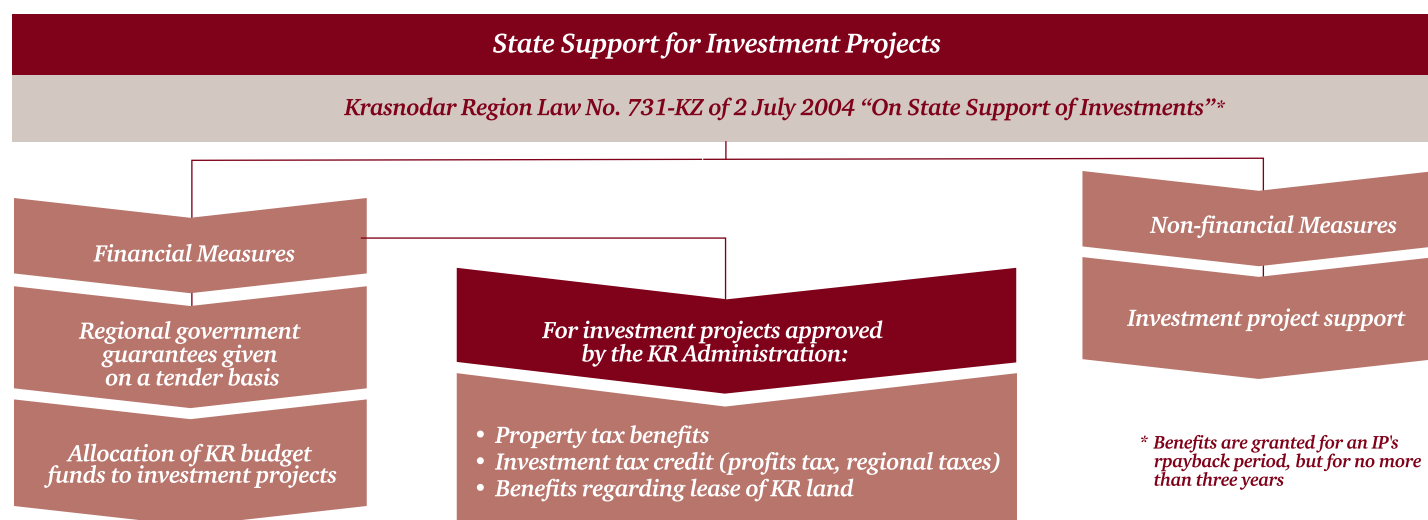 State Support for Investment Projects
Krasnodar Region Law No. 731-KZ of 2 July 2004 “On State Support of Investments”*
Financial Measures
Regional government
guarantees given
on a tender basis
Allocation of KR budget
funds to investment projects
For investment projects approved
by the KR Administration:
• Property tax benefits
• Investment tax credit (profits tax, regional taxes)
• Benefits regarding lease of KR land
Non-financial Measures
Investment project support
* Benefits are granted for an IP's
rpayback period, but for no more
than three years